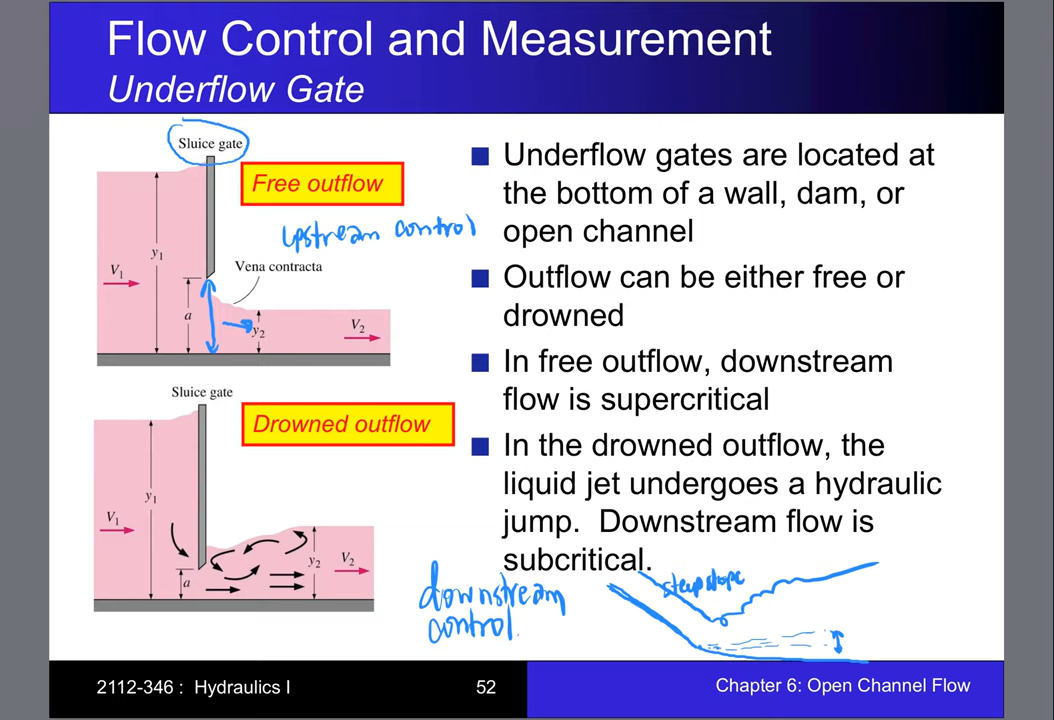 Flow Control and Measurement
Underflow Gate
Sluice gate
Free outflow
upstream control
y1
V1
Vena contracta
a
y2
V2
Sluice gate
Drowned outflow
y1
V1
a
y2
V2
downstream
control.
Underflow gates are located at
the bottom of a wall, dam, or
open channel
Outflow can be either free or
drowned
In free outflow, downstream
flow is supercritical
In the drowned outflow, the
liquid jet undergoes a hydraulic
jump. Downstream flow is
subcritical.
steep slope
2112-346 : Hydraulics I
52
Chapter 6: Open Channel Flow